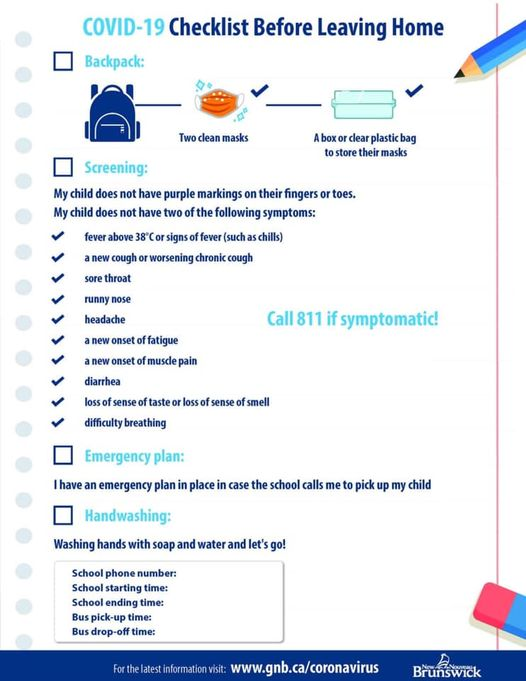 COVID-19 Checklist Before Leaving Home
Backpack:
Two clean masks
A box or clear plastic bag
to store their masks
Screening:
My child does not have purple markings on their fingers or toes.
My child does not have two of the following symptoms:
fever above 38°C or signs of fever (such as chills)
a new cough or worsening chronic cough
sore throat
runny nose
headache
Call 811 if symptomatic!
a new onset of fatigue
a new onset of muscle pain
diarrhea
loss of sense of taste or loss of sense of smell
difficulty breathing
Emergency plan:
I have an emergency plan in place in case the school calls me to pick up my child
Handwashing:
Washing hands with soap and water and let's go!
School phone number:
School starting time:
School ending time:
Bus pick-up time:
Bus drop-off time:
For the latest information visit: www.gnb.ca/coronavirus
New Nouveau
Brunswick